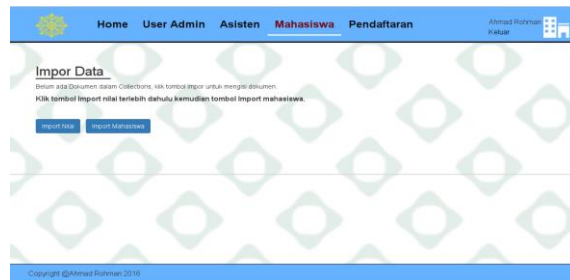 Home User Admin Asisten Mahasiswa Pendaftaran
Ahmad Rohman
Keluar
Impor Data
Belum ada Dokumen dalam Collections, klik tombol impor untuk mengisi dokumen.
Klik tombol Import nilai terlebih dahulu kemudian tombol Import mahasiswa.
Import Nilai Import Mahasiswa
Copyright @Ahmad Rohman 2016